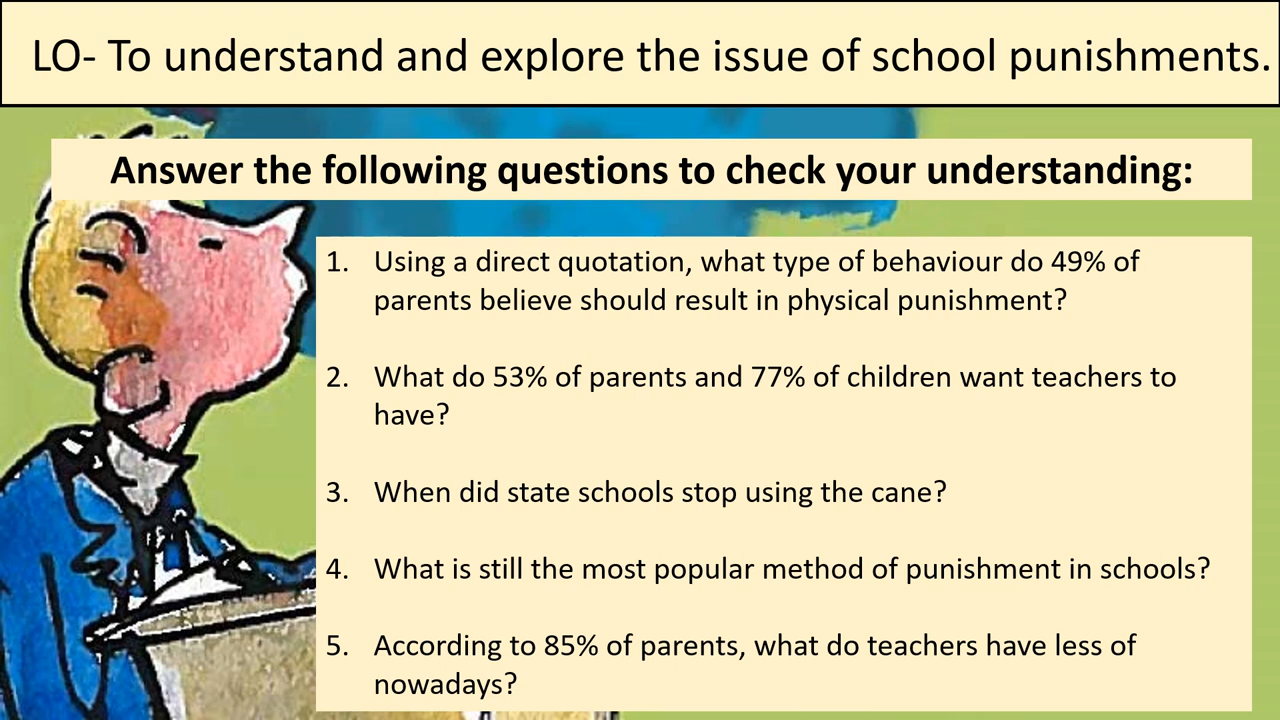 LO- To understand and explore the issue of school punishments.
Answer the following questions to check your understanding:
1. Using a direct quotation, what type of behaviour do 49% of
parents believe should result in physical punishment?
2. What do 53% of parents and 77% of children want teachers to
have?
3. When did state schools stop using the cane?
4. What is still the most popular method of punishment in schools?
5. According to 85% of parents, what do teachers have less of
nowadays?